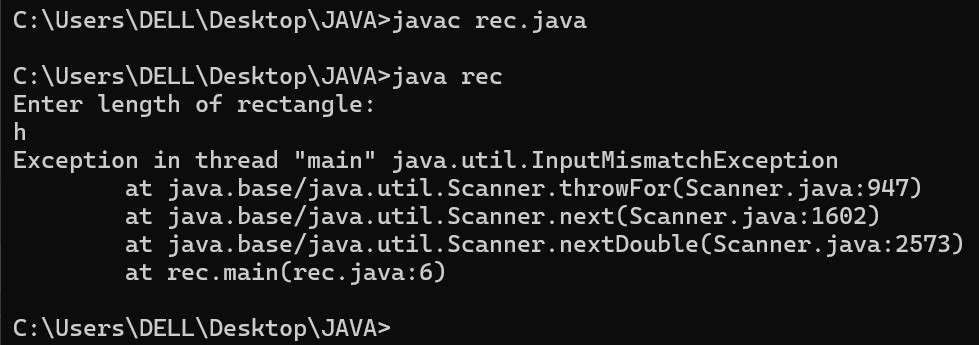 C:\Users\DELL\Desktop\JAVA>javac rec.java
C:\Users\DELL\Desktop\JAVA>java rec
Enter length of rectangle:
h
Exception in thread "main" java.util.InputMismatchException
        at java.base/java.util.Scanner.throwFor(Scanner.java:947)
        at java.base/java.util.Scanner.next(Scanner.java:1602)
        at java.base/java.util.Scanner.nextDouble(Scanner.java:2573)
        at rec.main(rec.java:6)
C:\Users\DELL\Desktop\JAVA>